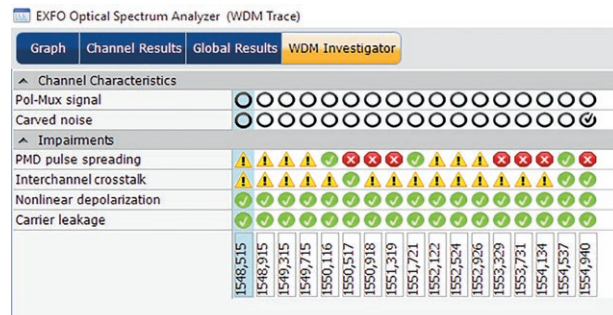 EXFO Optical Spectrum Analyzer (WDM Trace)
Graph Channel Results Global Results WDM Investigator
Channel Characteristics
Pol-Mux signal
Carved noise
Impairments
PMD pulse spreading
Interchannel crosstalk
Nonlinear depolarization
Carrier leakage
1548,515 1548,915 1549,315 1549,715 1550,116 1550,517 1550,918 1551,319 1551,721 1552,122 1552,524 1552,926 1553,329 1553,731 1554,134 1554,537 1554,940